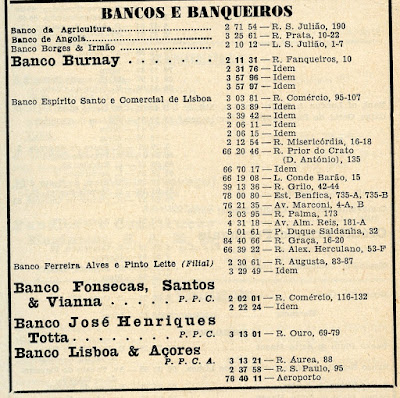 BANCOS E BANQUEIROS
Banco da Agricultura.................. 2 71 54 — R. S. Julião, 190
Banco de Angola........................ 3 25 61 — R. Prata, 10-22
Banco Borges & Irmão................ 2 10 12 — L. S. Julião, 1-7
Banco Burnay . . . . . . . 2 11 31 — R. Fanqueiros, 10
2 31 76 — Idem
3 57 96 — Idem
3 57 97 — Idem
Banco Espírito Santo e Comercial de Lisboa 3 03 81 — R. Comércio, 95-107
3 03 89 — Idem
3 39 42 — Idem
2 06 11 — Idem
2 06 15 — Idem
2 12 54 — R. Misericórdia, 16-18
66 20 46 — R. Prior do Crato
(D. António), 135
66 70 17 — Idem
66 19 08 — L. Conde Barão, 15
39 13 36 — R. Grilo, 42-44
78 00 80 — Est. Benfica, 735-A, 735-B
76 21 35 — Av. Marconi, 4-A, B
3 03 95 — R. Palma, 173
4 31 18 — Av. Alm. Reis, 181-A
5 01 61 — P. Duque Saldanha, 32
84 40 66 — R. Graça, 16-20
66 39 22 — R. Alex. Herculano, 53-F
Banco Ferreira Alves e Pinto Leite (Filial) 2 30 61 — R. Augusta, 83-87
3 29 49 — Idem
Banco Fonsecas, Santos
& Vianna . . . . . P. P. C. 2 02 01 — R. Comércio, 116-132
2 22 24 — Idem
Banco José Henriques
Totta . . . . . . . P. P. C. 3 13 01 — R. Ouro, 69-79
Banco Lisboa & Açores
P. P. C. A. 3 13 21 — R. Áurea, 88
2 37 58 — R. S. Paulo, 95
78 40 11 — Aeroporto